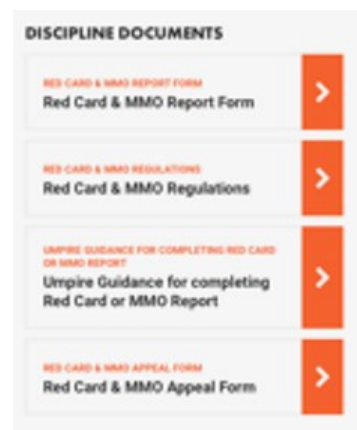 DISCIPLINE DOCUMENTS
RED CARD & MMO REPORT FORM
Red Card & MMO Report Form
RED CARD & MMO REGULATIONS
Red Card & MMO Regulations
UMPIRE GUIDANCE FOR COMPLETING RED CARD
OR MMO REPORT
Umpire Guidance for completing
Red Card or MMO Report
RED CARD & MMO APPEAL FORM
Red Card & MMO Appeal Form